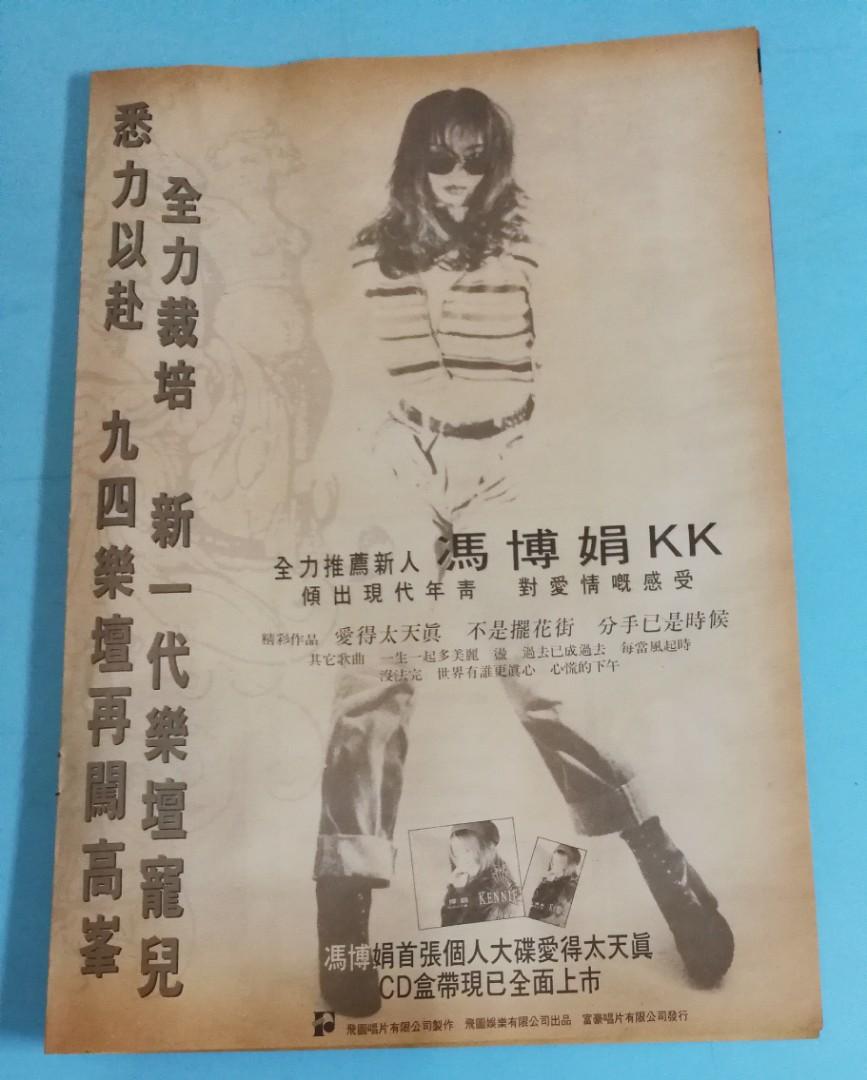 全力栽培 新一代樂壇寵兒
悉力以赴 九四樂壇再闖高峯
全力推薦新人 馮博娟KK
傾出現代年青 對愛情嘅感受
精彩作品 愛得太天眞 不是擺花街 分手已是時候
其它歌曲 一生一起多美麗 過去已成過去 每當風起時
沒法完 世界有誰更眞心 心慌的下午
KENNIE
馮博娟首張個人大碟愛得太天眞
CD盒帶現已全面上市
飛圖唱片有限公司製作 飛圖娛樂有限公司出品 富豪唱片有限公司發行